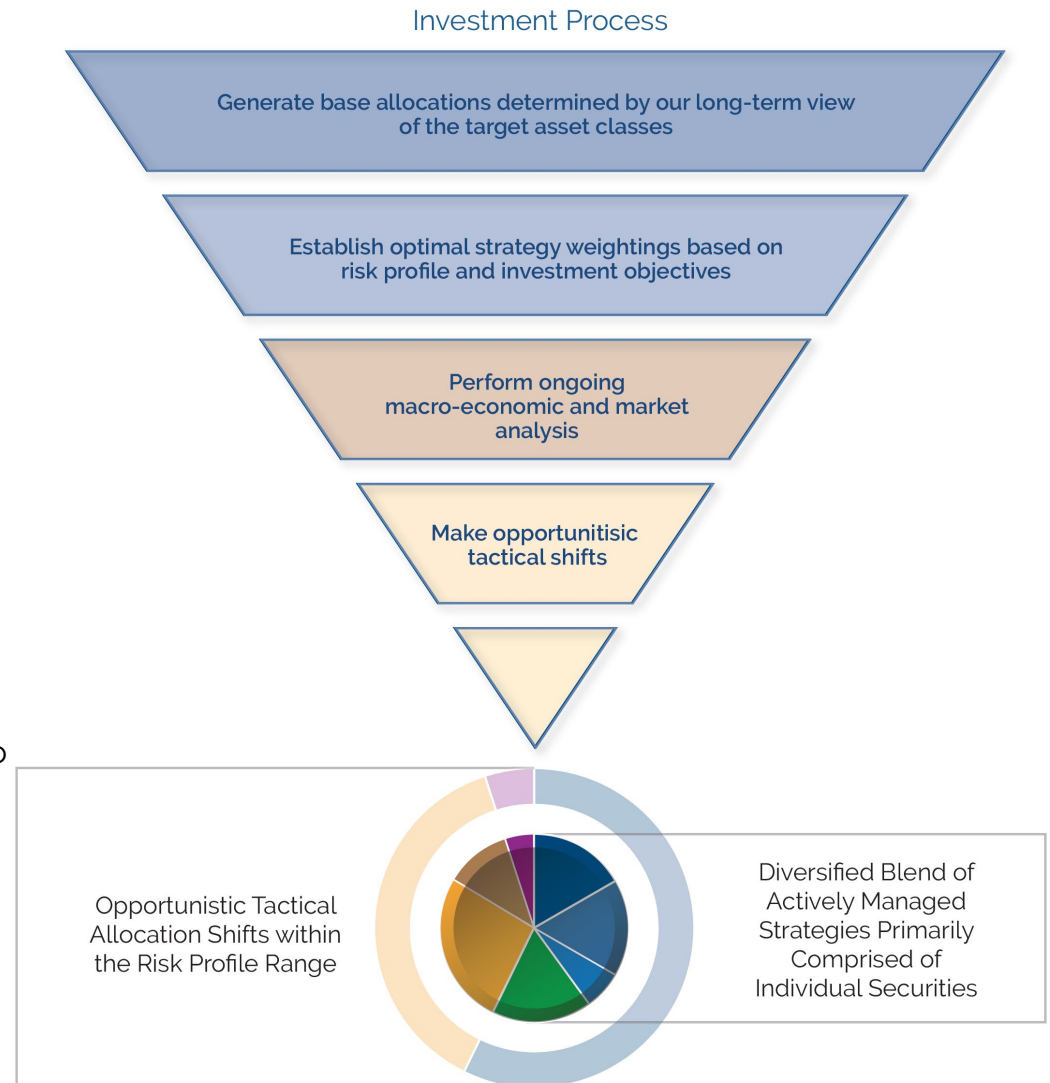 Investment Process
Generate base allocations determined by our long-term view
of the target asset classes
Establish optimal strategy weightings based on
risk profile and investment objectives
Perform ongoing
macro-economic and market
analysis
Make opportunitisic
tactical shifts
Opportunistic Tactical
Allocation Shifts within
the Risk Profile Range
Diversified Blend of
Actively Managed
Strategies Primarily
Comprised of
Individual Securities